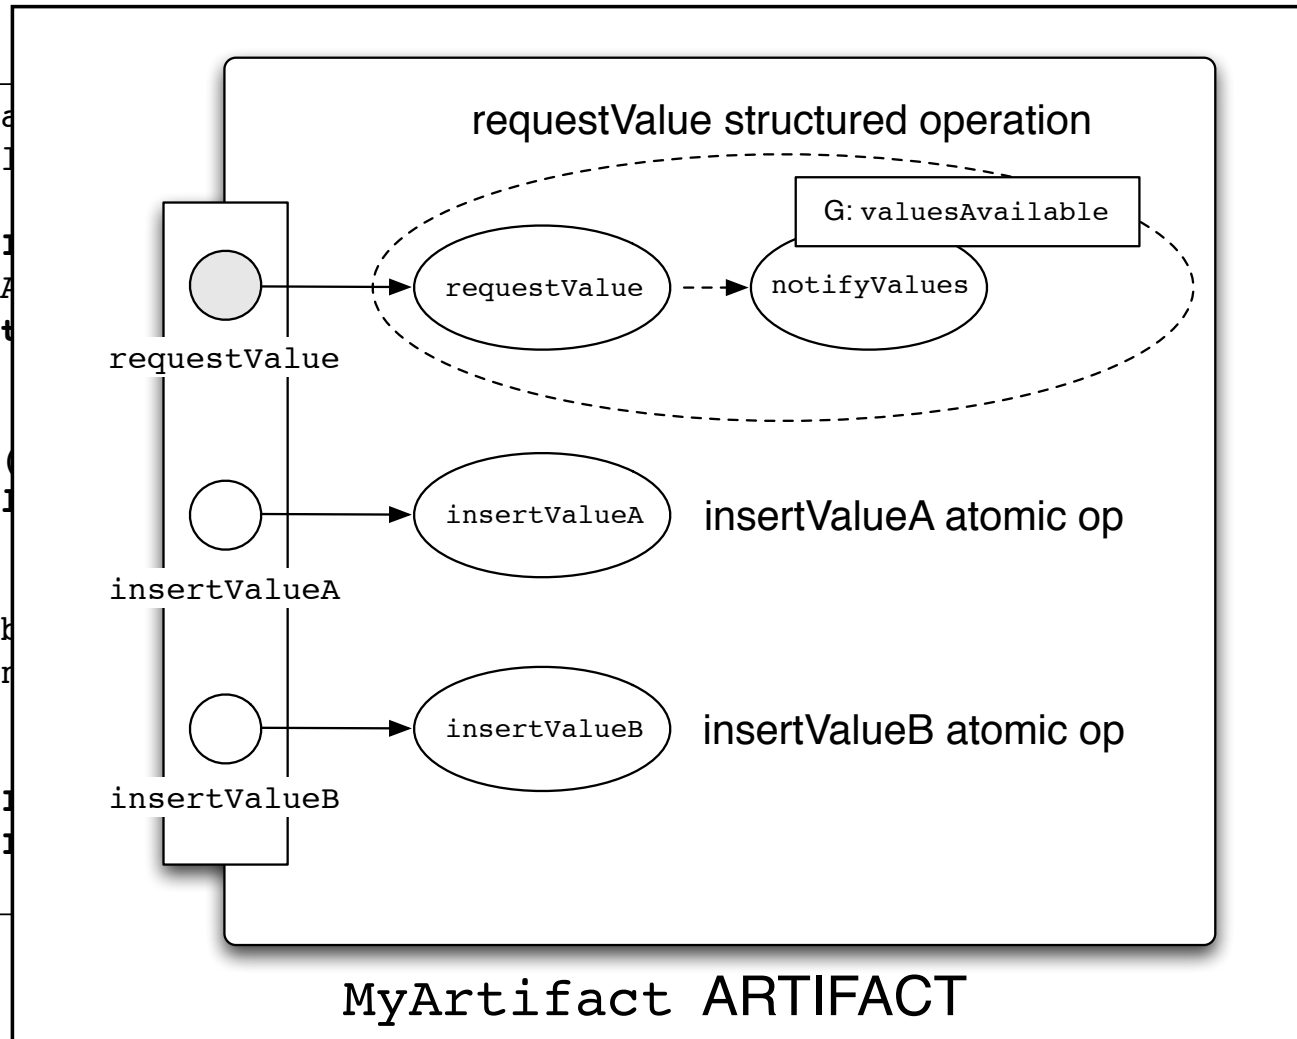 requestValue structured operation
G: valuesAvailable
requestValue
notifyValues
requestValue
insertValueA
insertValueA atomic op
insertValueA
insertValueB
insertValueB atomic op
insertValueB
MyArtifact ARTIFACT